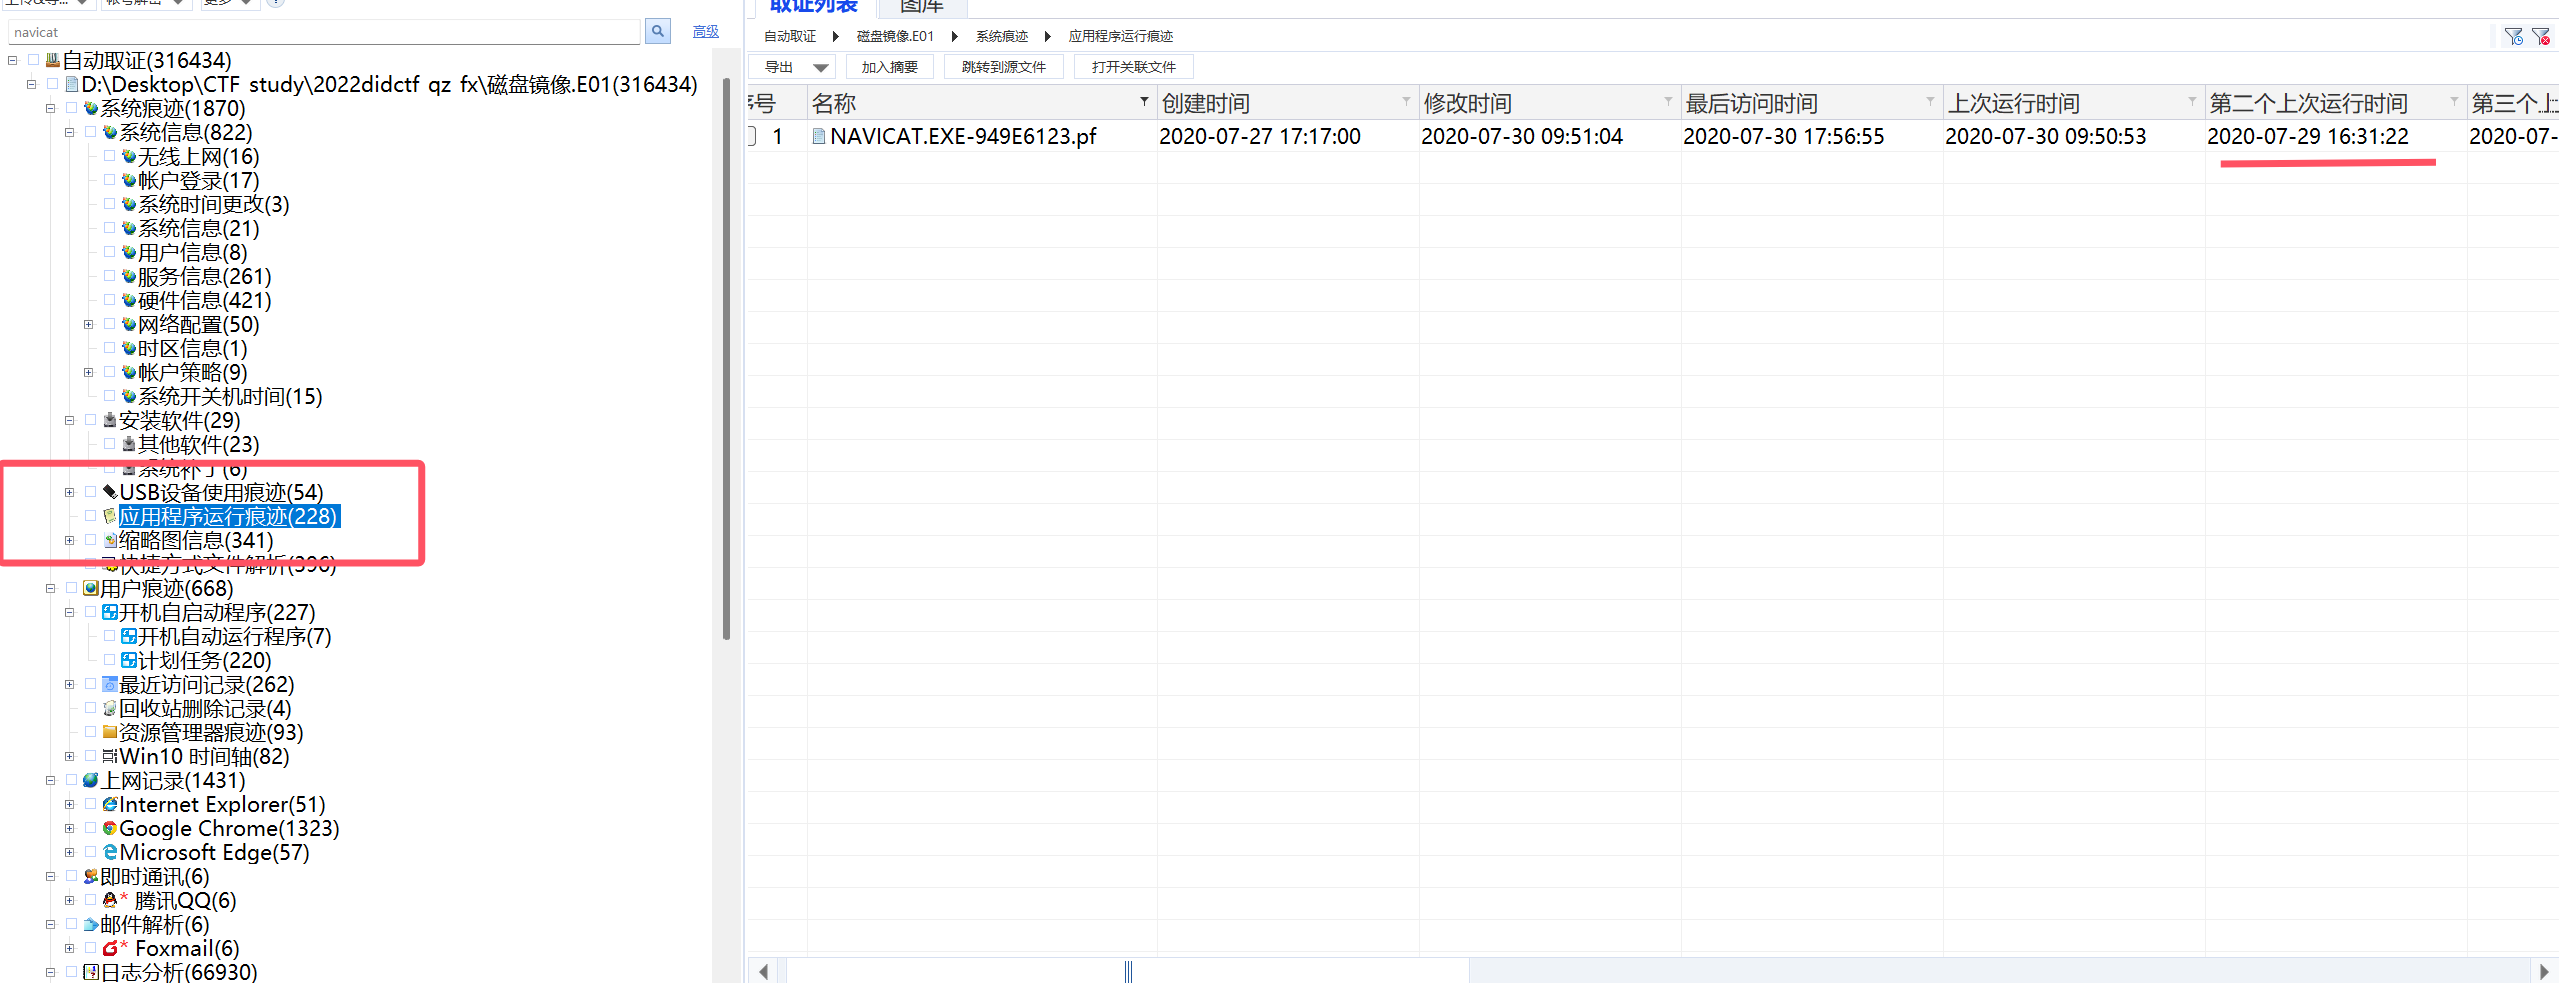 更多
navicat
高级
自动取证(316434)
D:\Desktop\CTF study\2022didctf qz fx\磁盘镜像.E01(316434)
系统痕迹(1870)
系统信息(822)
无线上网(16)
帐户登录(17)
系统时间更改(3)
系统信息(21)
用户信息(8)
服务信息(261)
硬件信息(421)
网络配置(50)
时区信息(1)
帐户策略(9)
系统开关机时间(15)
安装软件(29)
其他软件(23)
系统补丁(6)
USB设备使用痕迹(54)
应用程序运行痕迹(228)
缩略图信息(341)
快捷方式文件解析(396)
用户痕迹(668)
开机自启动程序(227)
开机自动运行程序(7)
计划任务(220)
最近访问记录(262)
回收站删除记录(4)
资源管理器痕迹(93)
Win10 时间轴(82)
上网记录(1431)
Internet Explorer(51)
Google Chrome(1323)
Microsoft Edge(57)
即时通讯(6)
* 腾讯QQ(6)
邮件解析(6)
* Foxmail(6)
日志分析(66930)
取证列表 图库
自动取证 磁盘镜像.E01 系统痕迹 应用程序运行痕迹
导出 加入摘要 跳转到源文件 打开关联文件
序号 名称 创建时间 修改时间 最后访问时间 上次运行时间 第二个上次运行时间 第三个上
1 NAVICAT.EXE-949E6123.pf 2020-07-27 17:17:00 2020-07-30 09:51:04 2020-07-30 17:56:55 2020-07-30 09:50:53 2020-07-29 16:31:22 2020-07-